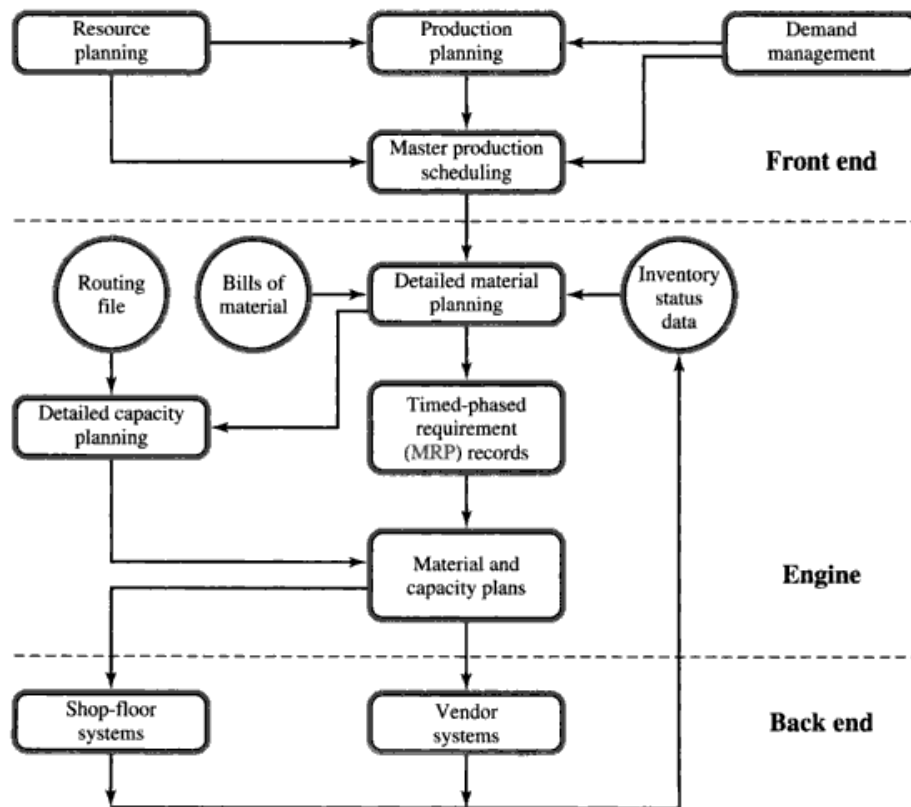 Resource
planning
Production
planning
Demand
management
Master production
scheduling
Front end
Routing
file
Bills of
material
Detailed material
planning
Inventory
status
data
Detailed capacity
planning
Timed-phased
requirement
(MRP) records
Material and
capacity plans
Engine
Shop-floor
systems
Vendor
systems
Back end